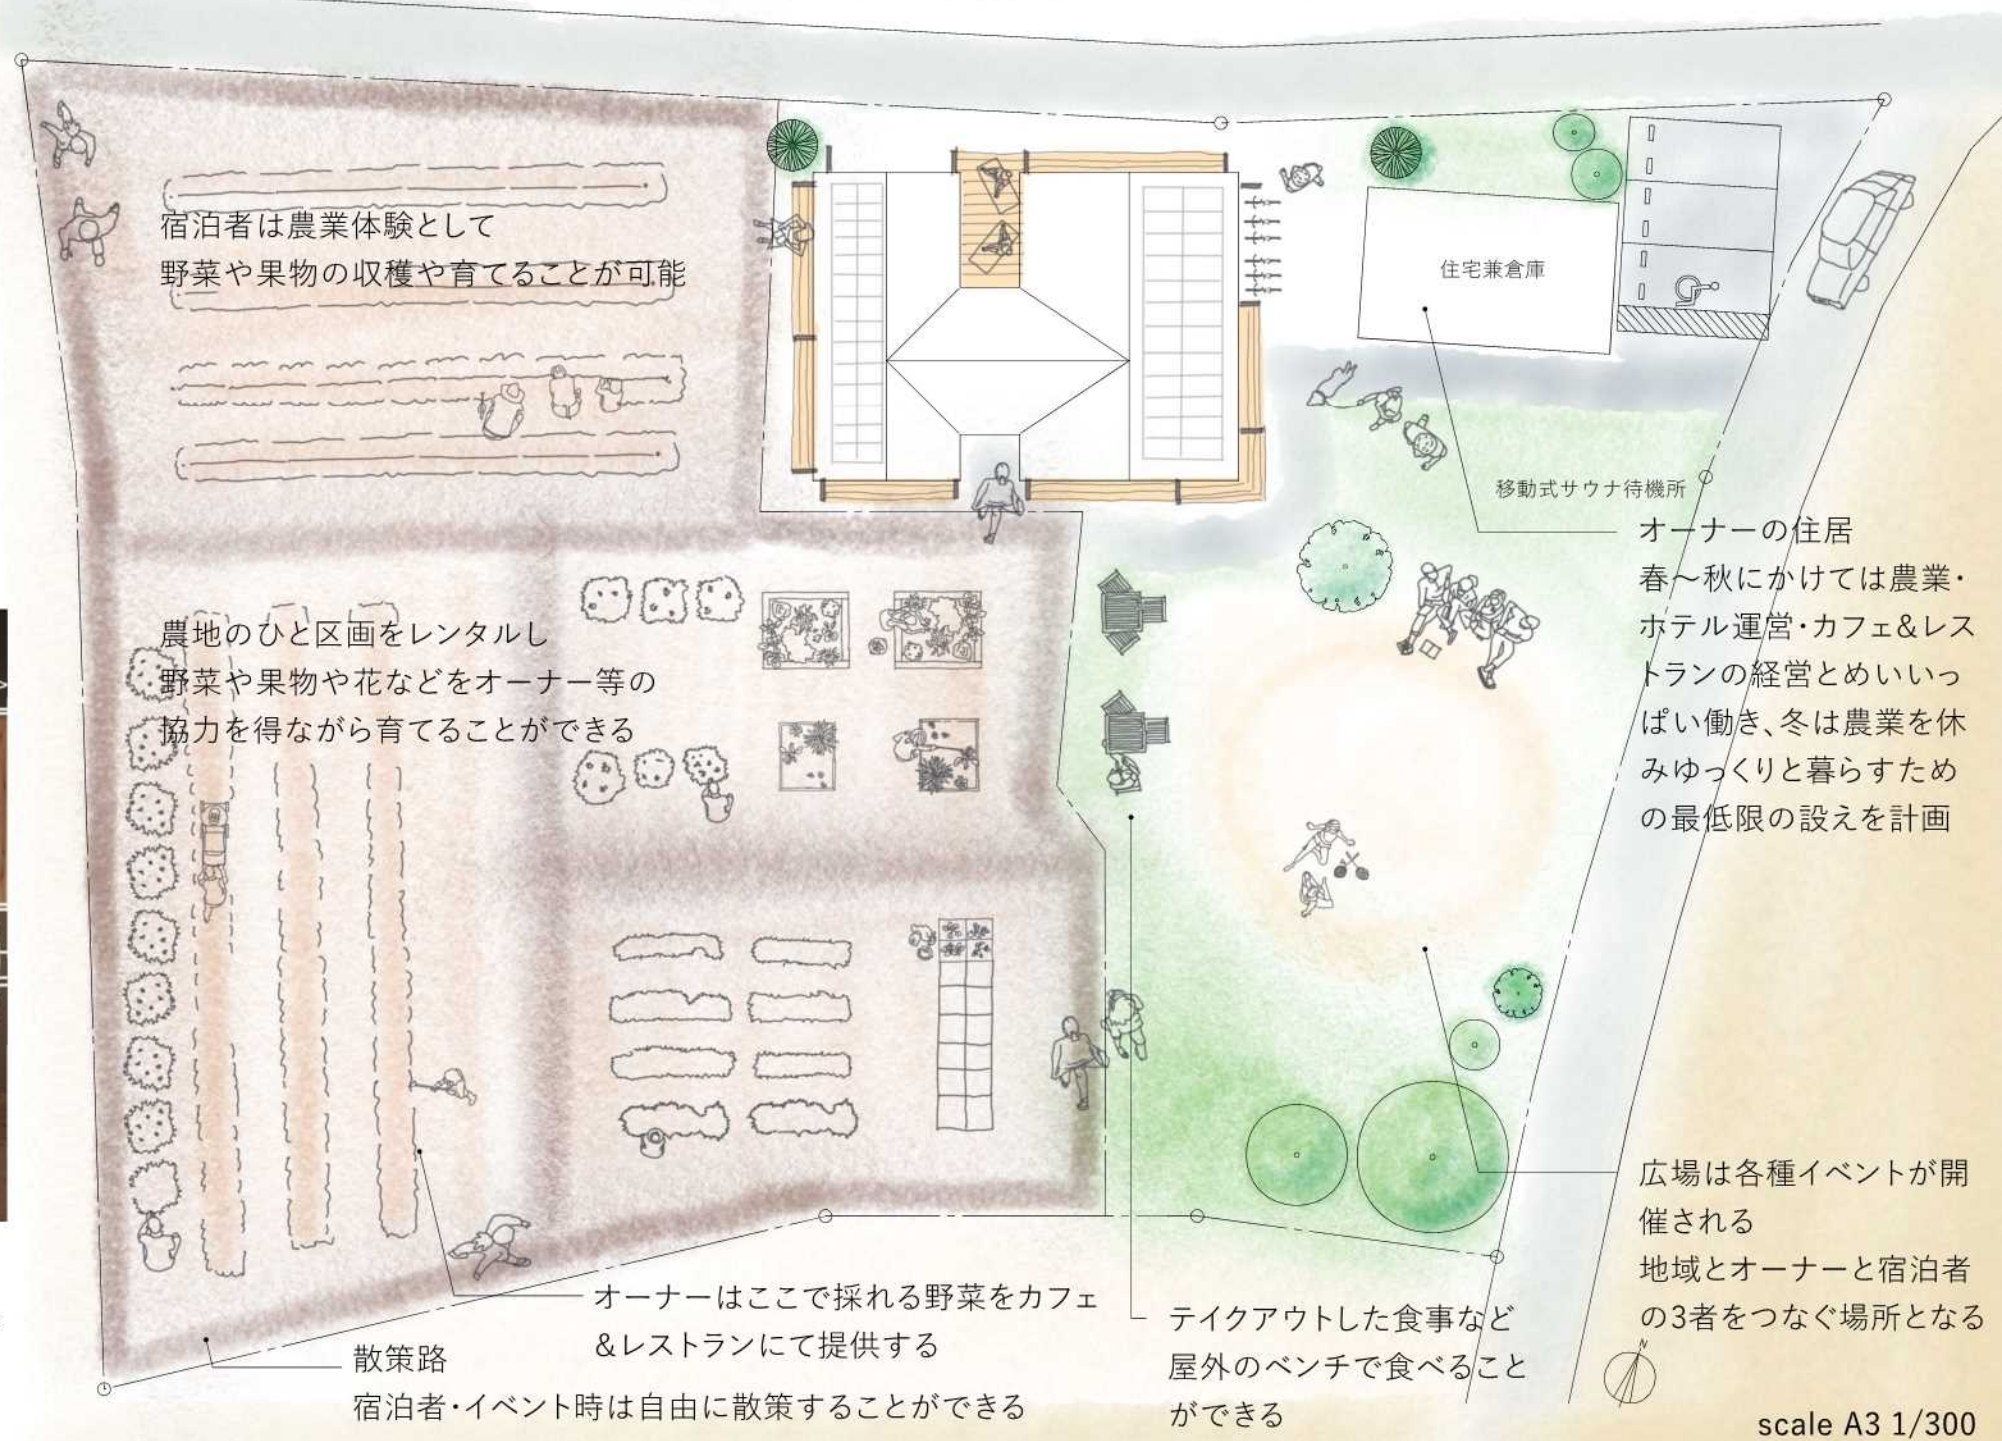 宿泊者は農業体験として
野菜や果物の収穫や育てることが可能
住宅兼倉庫
移動式サウナ待機所
オーナーの住居
春～秋にかけては農業・
ホテル運営・カフェ&レス
トランの経営とめいいっ
ぱい働き、冬は農業を休
みゆっくりと暮らすため
の最低限の設えを計画
農地のひと区画をレンタルし
野菜や果物や花などをオーナー等の
協力を得ながら育てることができる
広場は各種イベントが開
催される
地域とオーナーと宿泊者
の3者をつなぐ場所となる
オーナーはここで採れる野菜をカフェ
&レストランにて提供する
テイクアウトした食事など
屋外のベンチで食べること
ができる
散策路
宿泊者・イベント時は自由に散策することができる
N
scale A3 1/300